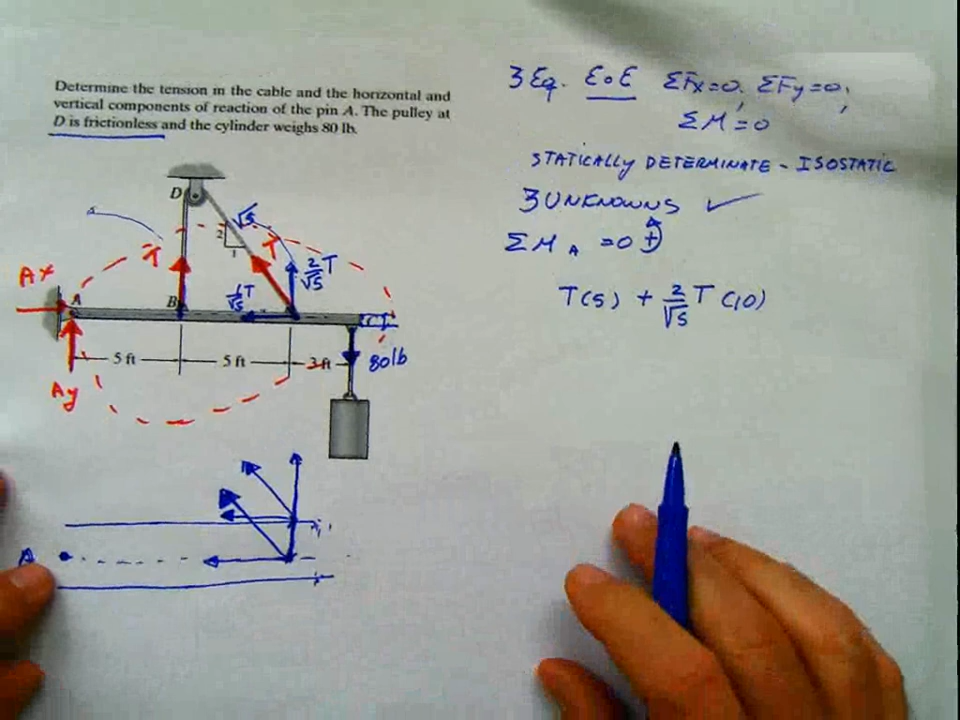 Determine the tension in the cable and the horizontal and
vertical components of reaction of the pin A. The pulley at
D is frictionless and the cylinder weighs 80 lb.
3 Eq. EoE ΣFx=0, ΣFy=0,
ΣM=0
STATICALLY DETERMINATE - ISOSTATIC
3 UNKNOWNS ✓
ΣM A =0 +
T(5) + 2/√5 T (10)
D
√5
2
1
T
T
2/√5 T
Ax
A
B
1/√5 T
5 ft
5 ft
3 ft
80lb
Ay
A